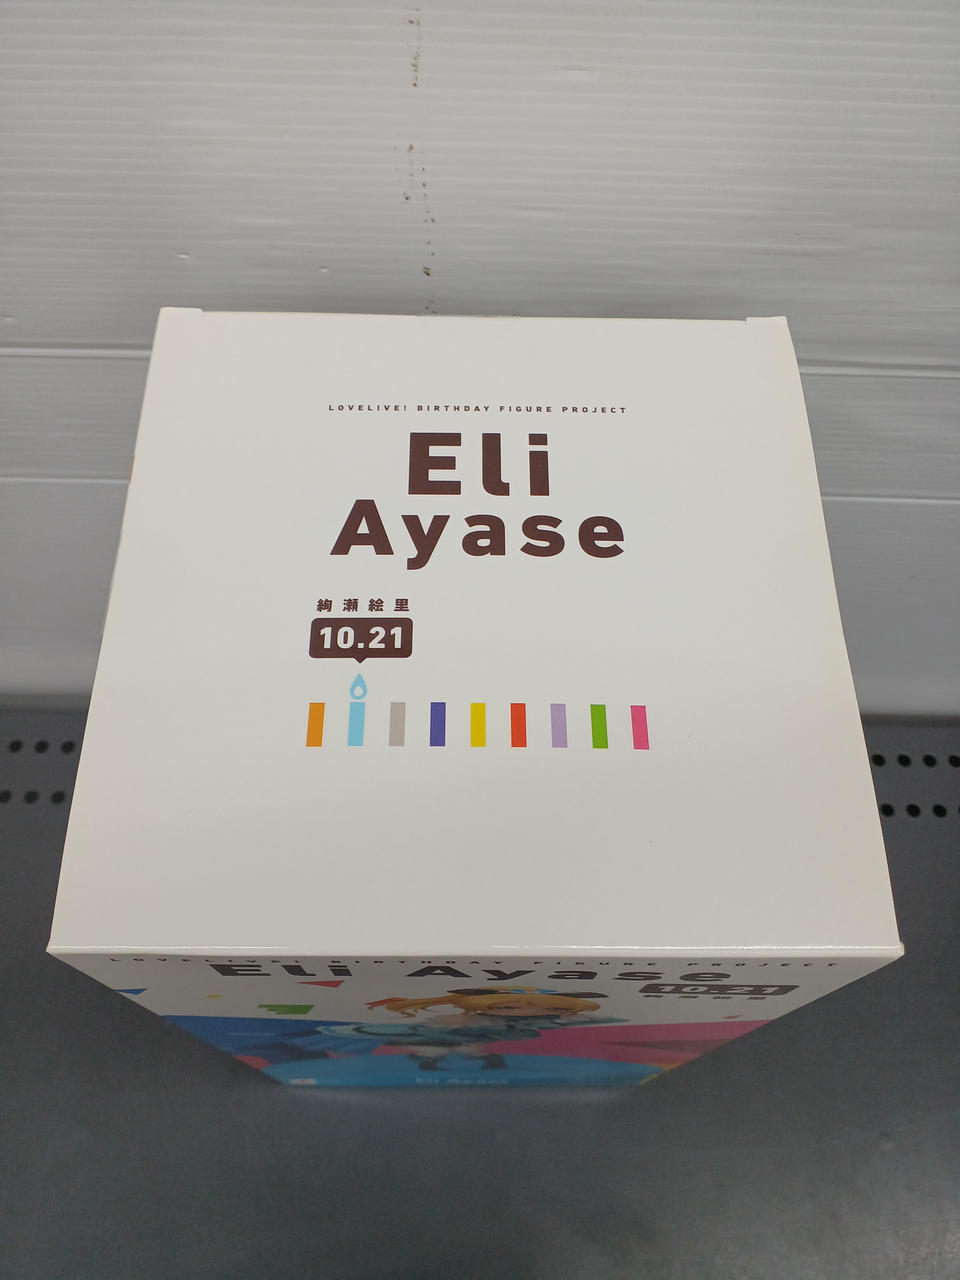 LOVELIVE! BIRTHDAY FIGURE PROJECT
Eli
Ayase
絢瀬絵里
10.21
LOVELIVE! BIRTHDAY FIGURE PROJECT
Eli Ayase
10.21
絢瀬絵里
Eli Ayase